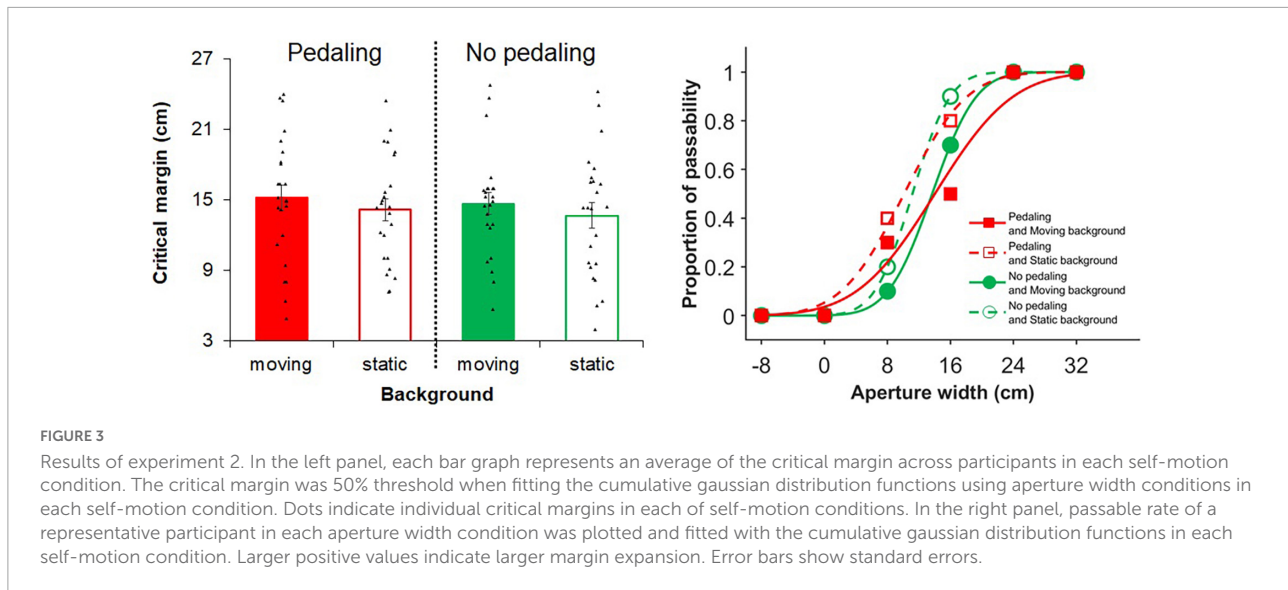 Pedaling No pedaling
27
21
15
9
3
Critical margin (cm)
moving static moving static
Background
1
0.8
0.6
0.4
0.2
0
Proportion of passability
Pedaling
and Moving background
Pedaling
and Static background
No pedaling
and Moving background
No pedaling
and Static background
-8 0 8 16 24 32
Aperture width (cm)
FIGURE 3
Results of experiment 2. In the left panel, each bar graph represents an average of the critical margin across participants in each self-motion
condition. The critical margin was 50% threshold when fitting the cumulative gaussian distribution functions using aperture width conditions in
each self-motion condition. Dots indicate individual critical margins in each of self-motion conditions. In the right panel, passable rate of a
representative participant in each aperture width condition was plotted and fitted with the cumulative gaussian distribution functions in each
self-motion condition. Larger positive values indicate larger margin expansion. Error bars show standard errors.